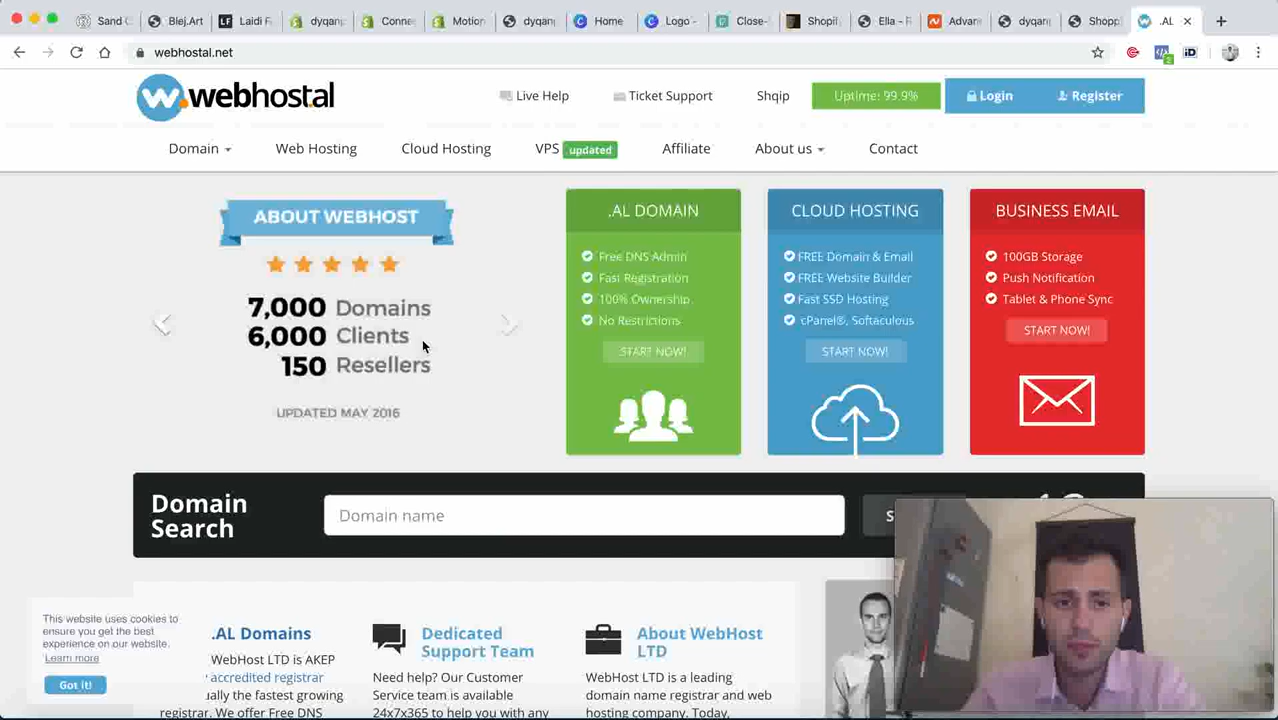 Sand C
Blej.Art
Laidi F
dyqan
Conne
Motion
dyqan
Home
Logo -
Close-
Shopif
Ella – R
Advan
dyqan
Shopp
.AL
webhostal.net
webhostal
Live Help
Ticket Support
Shqip
Uptime: 99.9%
Login
Register
Domain
Web Hosting
Cloud Hosting
VPS updated
Affiliate
About us
Contact
ABOUT WEBHOST
7,000 Domains
6,000 Clients
150 Resellers
UPDATED MAY 2016
.AL DOMAIN
Free DNS Admin
Fast Registration
100% Ownership
No Restrictions
START NOW!
CLOUD HOSTING
FREE Domain & Email
FREE Website Builder
Fast SSD Hosting
cPanel®, Softaculous
START NOW!
BUSINESS EMAIL
100GB Storage
Push Notification
Tablet & Phone Sync
START NOW!
Domain
Search
Domain name
S
This website uses cookies to
ensure you get the best
experience on our website.
Learn more
Got it!
.AL Domains
WebHost LTD is AKEP
accredited registrar
ually the fastest growing
registrar. We offer Free DNS
Dedicated
Support Team
Need help? Our Customer
Service team is available
24x7x365 to help you with any
About WebHost
LTD
WebHost LTD is a leading
domain name registrar and web
hosting company. Today,